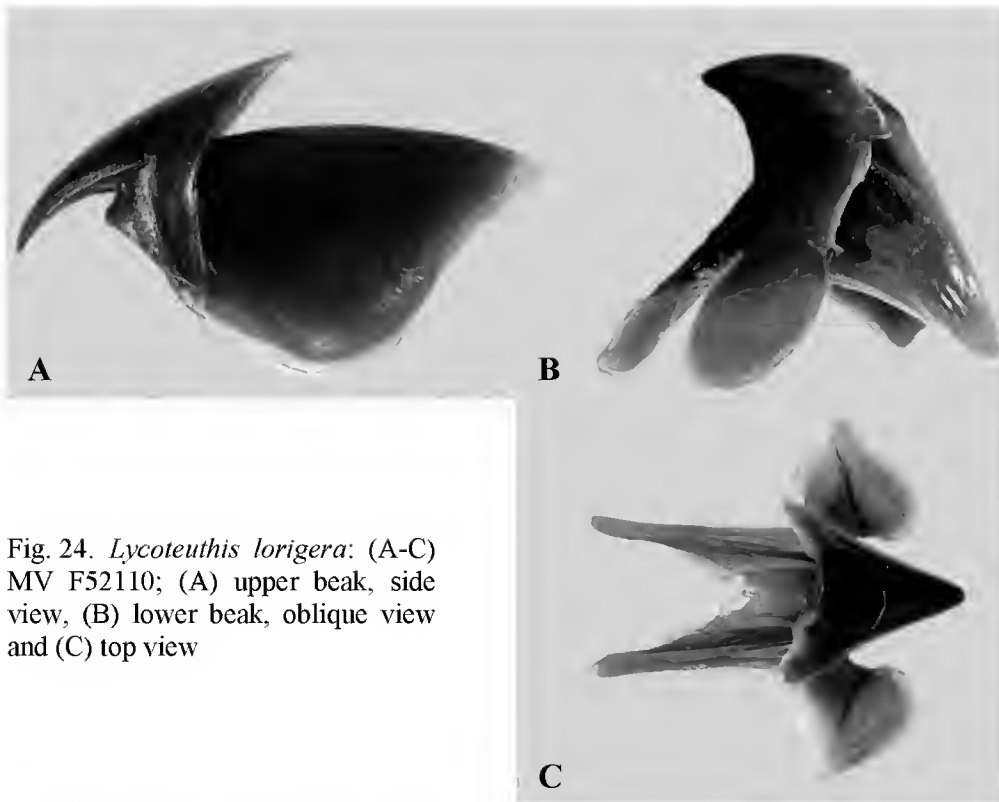 A
B
Fig. 24. Lycoteuthis lorigera: (A-C)
MV F52110; (A) upper beak, side
view, (B) lower beak, oblique view
and (C) top view
C